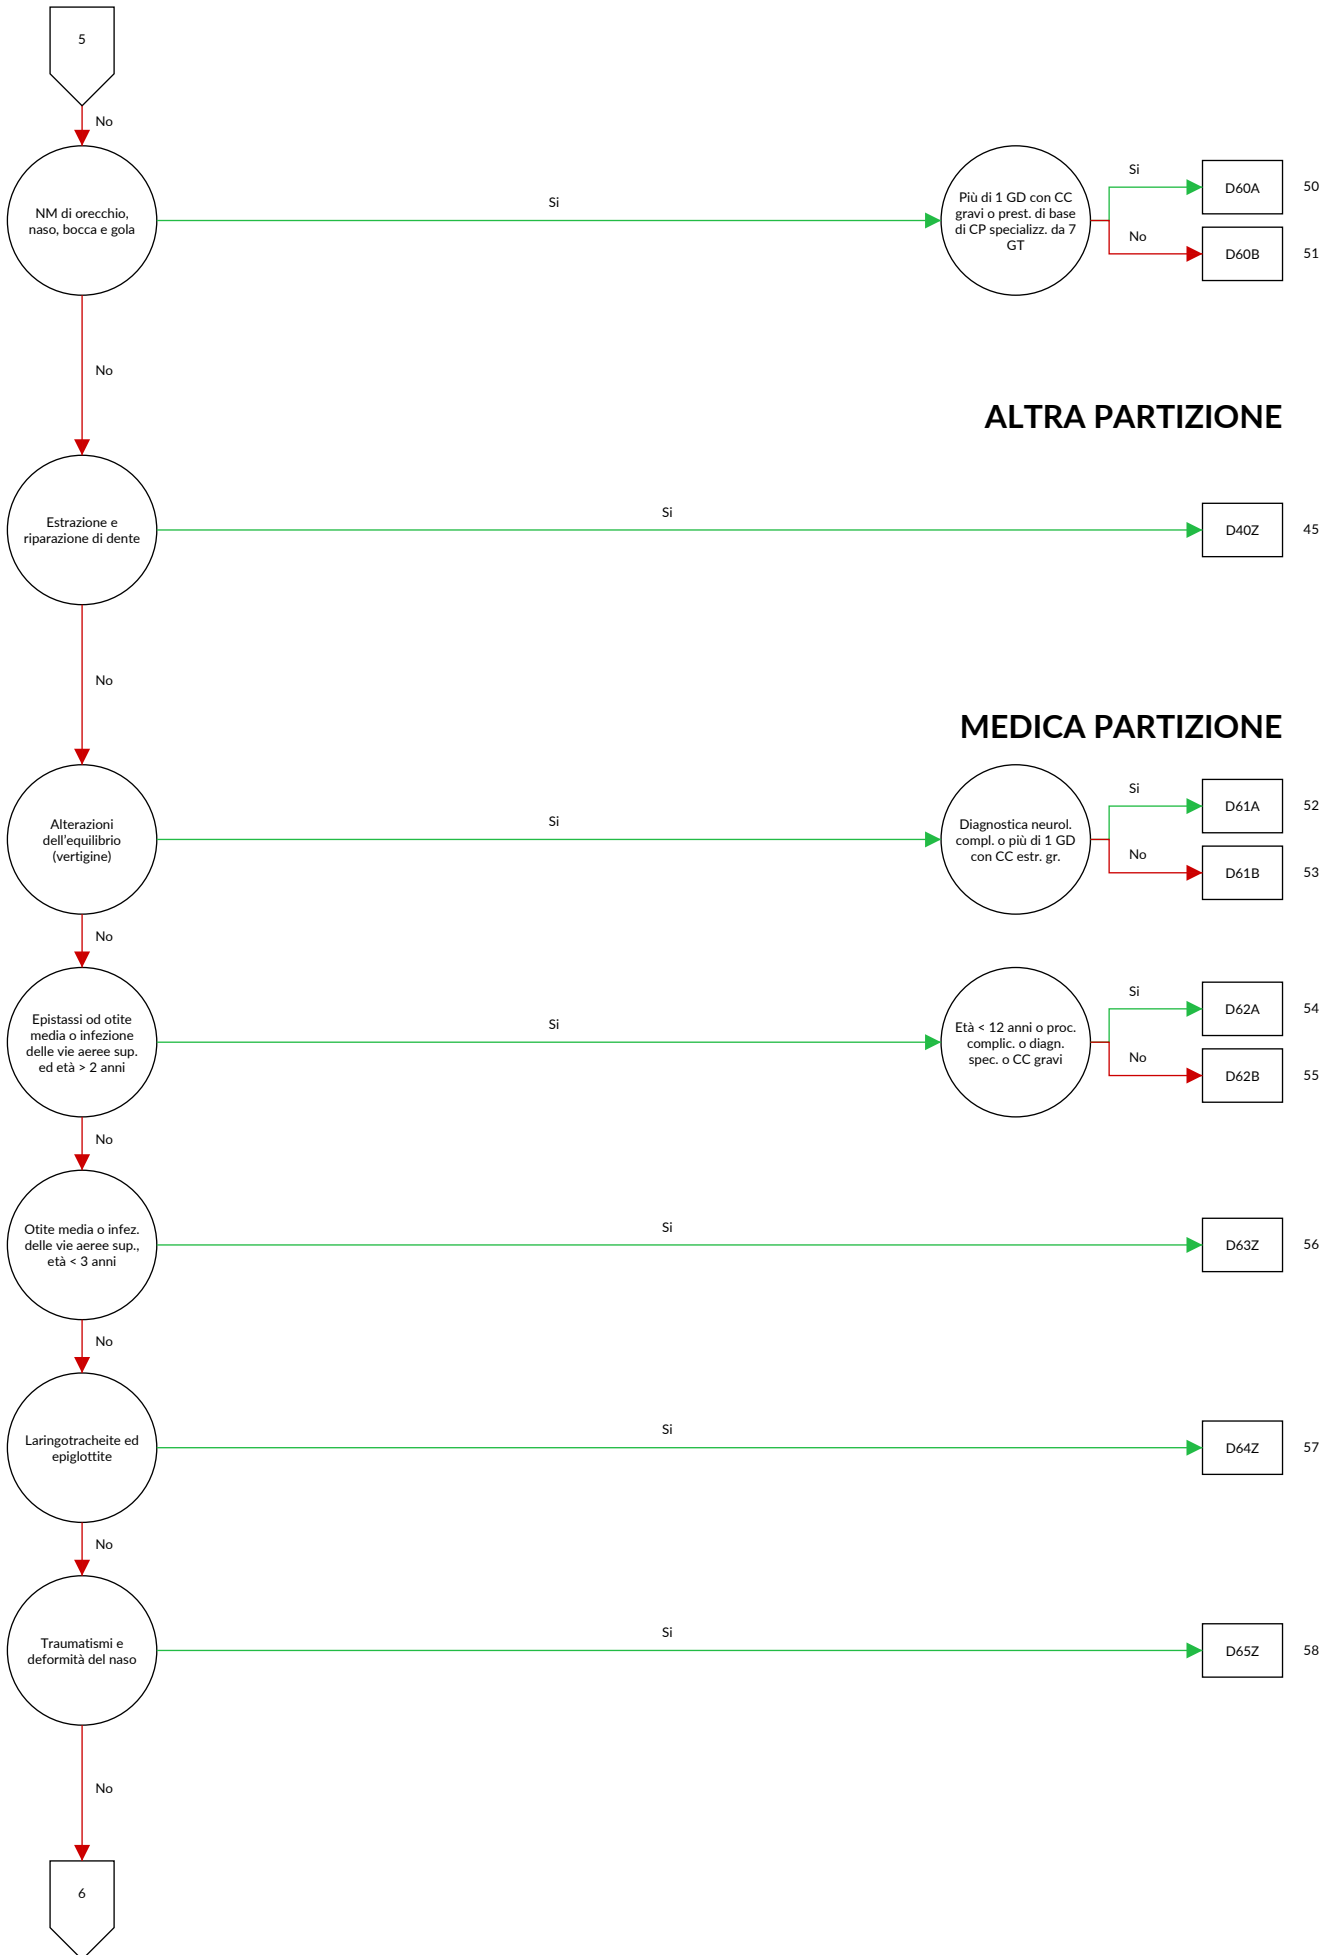 5
No
NM di orecchio,
naso, bocca e gola
Si
Più di 1 GD con CC
gravi o prest. di base
di CP specializz. da 7
GT
Si
D60A
50
No
D60B
51
No
ALTRA PARTIZIONE
Estrazione e
riparazione di dente
Si
D40Z
45
No
MEDICA PARTIZIONE
Alterazioni
dell'equilibrio
(vertigine)
Si
Diagnostica neurol.
compl. o più di 1 GD
con CC estr. gr.
Si
D61A
52
No
D61B
53
No
Epistassi od otite
media o infezione
delle vie aeree sup.
ed età > 2 anni
Si
Età < 12 anni o proc.
complic. o diagn.
spec. o CC gravi
Si
D62A
54
No
D62B
55
No
Otite media o infez.
delle vie aeree sup.,
età < 3 anni
Si
D63Z
56
No
Laringotracheite ed
epiglottite
Si
D64Z
57
No
Traumatismi e
deformità del naso
Si
D65Z
58
No
6